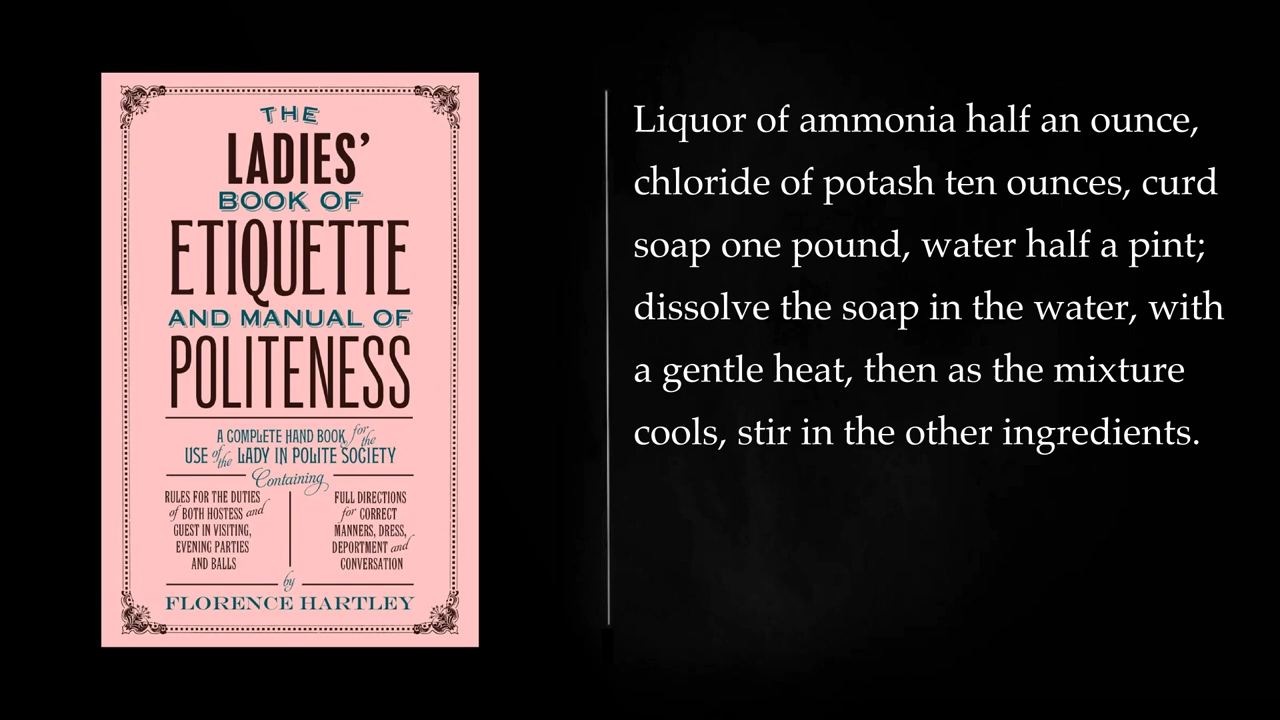 THE
LADIES'
BOOK OF
ETIQUETTE
AND MANUAL OF
POLITENESS
A COMPLETE HAND BOOK for the
USE of the LADY IN POLITE SOCIETY
Containing
RULES FOR THE DUTIES
of BOTH HOSTESS and
GUEST IN VISITING,
EVENING PARTIES
AND BALLS
FULL DIRECTIONS
for CORRECT
MANNERS, DRESS,
DEPORTMENT and
CONVERSATION
by
FLORENCE HARTLEY
Liquor of ammonia half an ounce,
chloride of potash ten ounces, curd
soap one pound, water half a pint;
dissolve the soap in the water, with
a gentle heat, then as the mixture
cools, stir in the other ingredients.